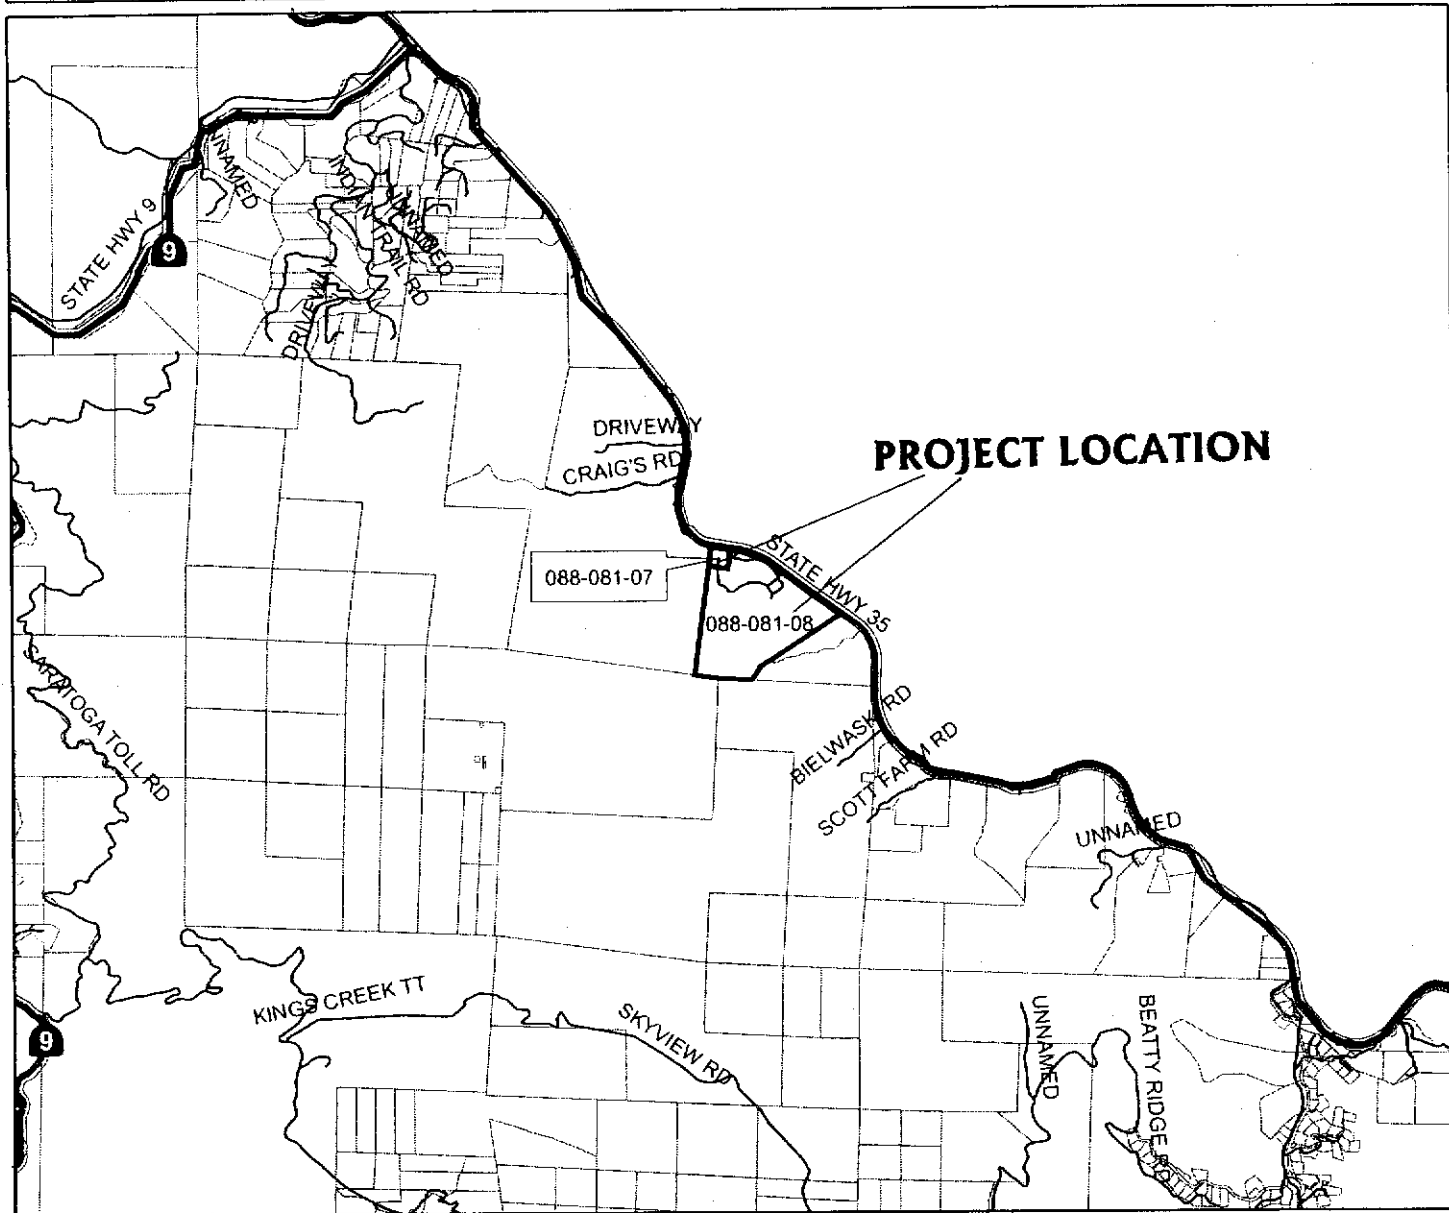 UNNAMED
INDIAN TRAIL RD
UNNAMED
STATE HWY 9
9
DRIVEWAY
DRIVEWAY
CRAIG'S RD
PROJECT LOCATION
STATE HWY 35
088-081-07
088-081-08
SARATOGA TOLL RD
BIELWASKI RD
SCOTT FARM RD
UNNAMED
KINGS CREEK TT
SKYVIEW RD
UNNAMED
BEATTY RIDGE RD
9